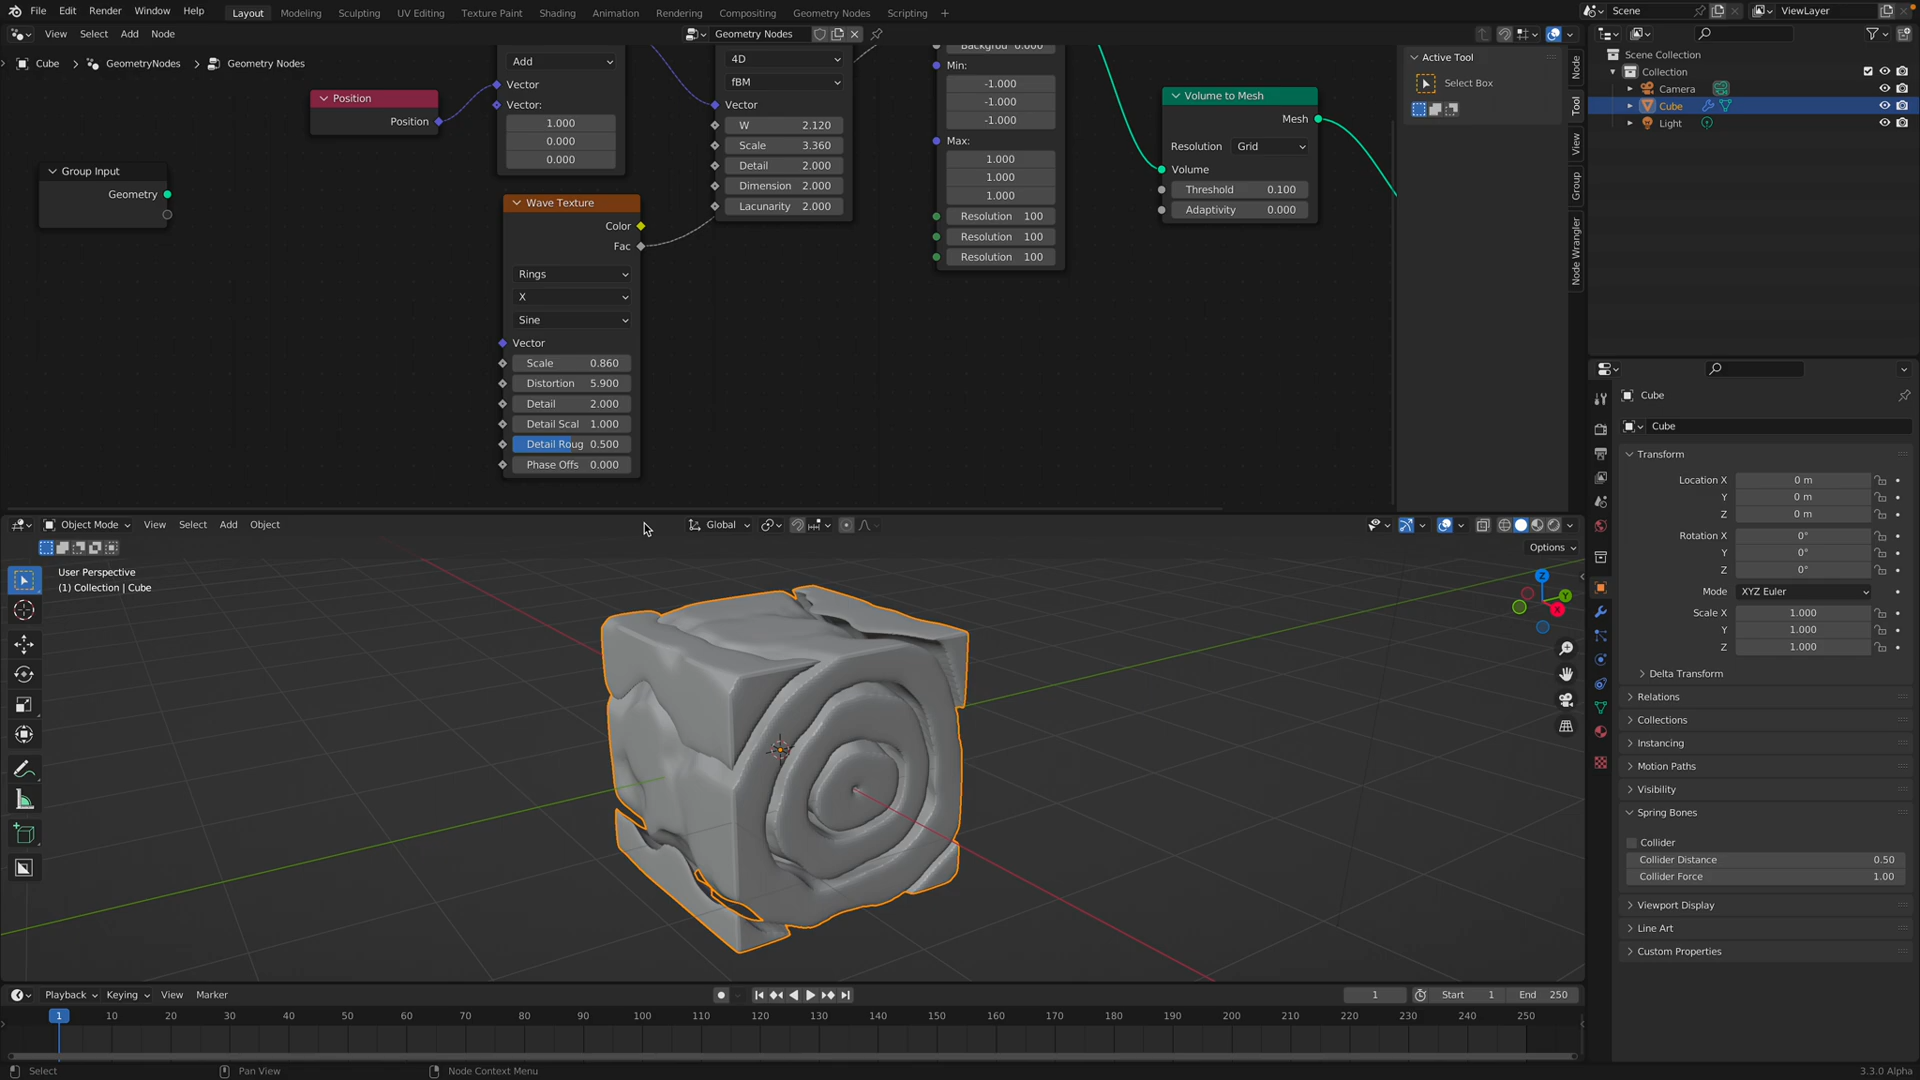 File Edit Render Window Help Layout Modeling Sculpting UV Editing Texture Paint Shading Animation Rendering Compositing Geometry Nodes Scripting + Scene ViewLayer
View Select Add Node Geometry Nodes
Cube GeometryNodes Geometry Nodes
Position
Position
Group Input
Geometry
Add
Vector
Vector:
1.000
0.000
0.000
Wave Texture
Color
Fac
Rings
X
Sine
Vector
Scale 0.860
Distortion 5.900
Detail 2.000
Detail Scal 1.000
Detail Roug 0.500
Phase Offs 0.000
4D
fBM
Vector
W 2.120
Scale 3.360
Detail 2.000
Dimension 2.000
Lacunarity 2.000
Backgrou 0.000
Min:
-1.000
-1.000
-1.000
Max:
1.000
1.000
1.000
Resolution 100
Resolution 100
Resolution 100
Volume to Mesh
Mesh
Resolution Grid
Volume
Threshold 0.100
Adaptivity 0.000
Active Tool
Select Box
Node
Tool
View
Group
Node Wrangler
Scene Collection
Collection
Camera
Cube
Light
Cube
Cube
Transform
Location X 0 m
Y 0 m
Z 0 m
Rotation X 0°
Y 0°
Z 0°
Mode XYZ Euler
Scale X 1.000
Y 1.000
Z 1.000
Delta Transform
Relations
Collections
Instancing
Motion Paths
Visibility
Spring Bones
Collider
Collider Distance 0.50
Collider Force 1.00
Viewport Display
Line Art
Custom Properties
Object Mode View Select Add Object Global
Options
User Perspective
(1) Collection | Cube
Z
Y
X
Playback Keying View Marker 1 Start 1 End 250
1 10 20 30 40 50 60 70 80 90 100 110 120 130 140 150 160 170 180 190 200 210 220 230 240 250
Select Pan View Node Context Menu 3.3.0 Alpha